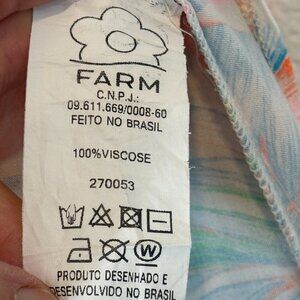 FARM
C.N.P.J.:
09.611.669/0008-60
FEITO NO BRASIL
100%VISCOSE
270053
W
PRODUTO DESENHADO E
DESENVOLVIDO NO BRASIL